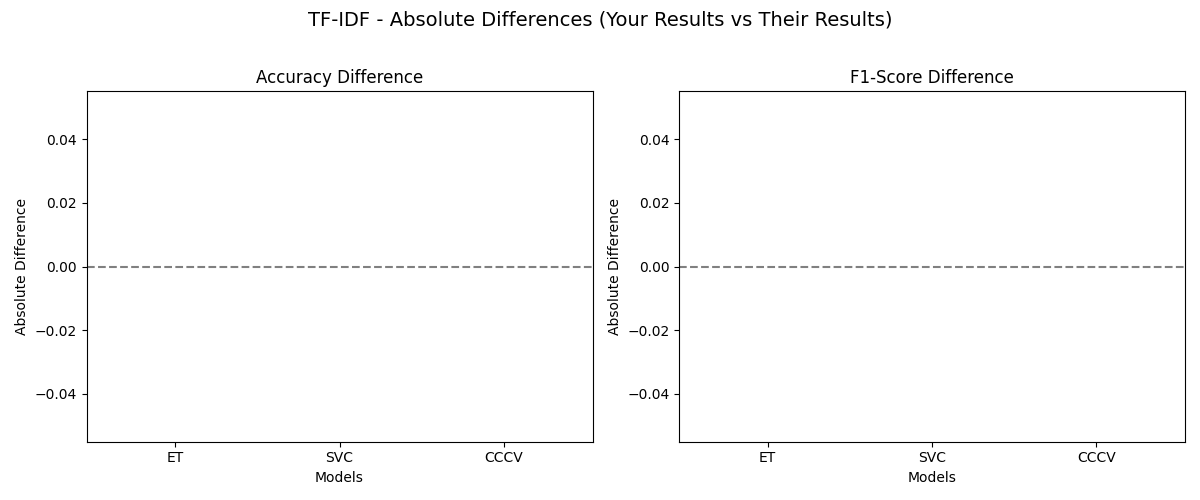 TF-IDF - Absolute Differences (Your Results vs Their Results)
Accuracy Difference
Absolute Difference
0.04
0.02
0.00
−0.02
−0.04
ET SVC CCCV
Models
F1-Score Difference
Absolute Difference
0.04
0.02
0.00
−0.02
−0.04
ET SVC CCCV
Models